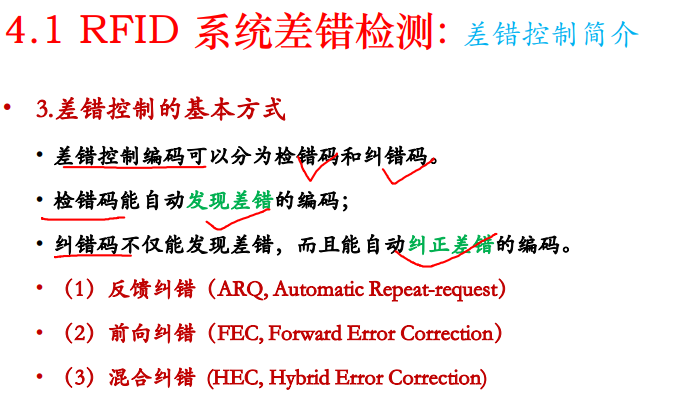 4.1 RFID 系统差错检测: 差错控制简介
• 3.差错控制的基本方式
• 差错控制编码可以分为检错码和纠错码。
• 检错码能自动发现差错的编码；
• 纠错码不仅能发现差错，而且能自动纠正差错的编码。
• （1）反馈纠错（ARQ, Automatic Repeat-request）
• （2）前向纠错（FEC, Forward Error Correction）
• （3）混合纠错 (HEC, Hybrid Error Correction)